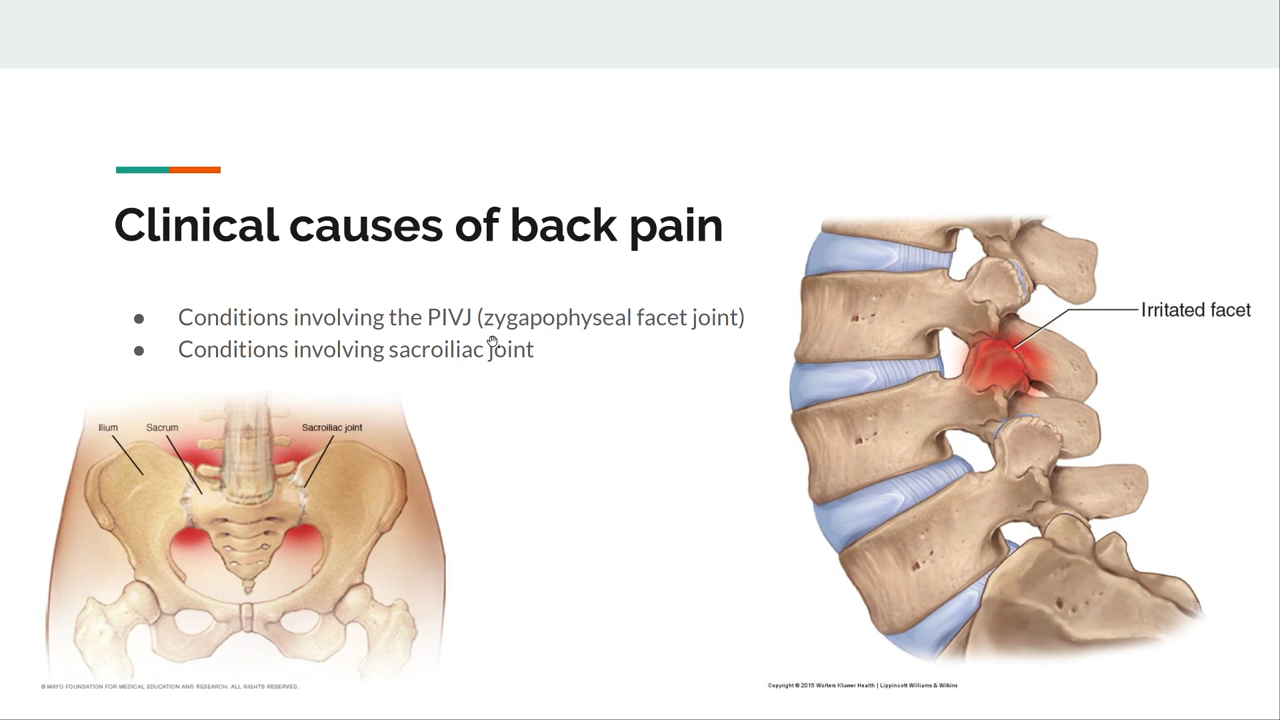 Clinical causes of back pain
● Conditions involving the PIVJ (zygapophyseal facet joint)
● Conditions involving sacroiliac joint
Irritated facet
Ilium
Sacrum
Sacroiliac joint
© MAYO FOUNDATION FOR MEDICAL EDUCATION AND RESEARCH. ALL RIGHTS RESERVED.
Copyright © 2015 Wolters Kluwer Health | Lippincott Williams & Wilkins